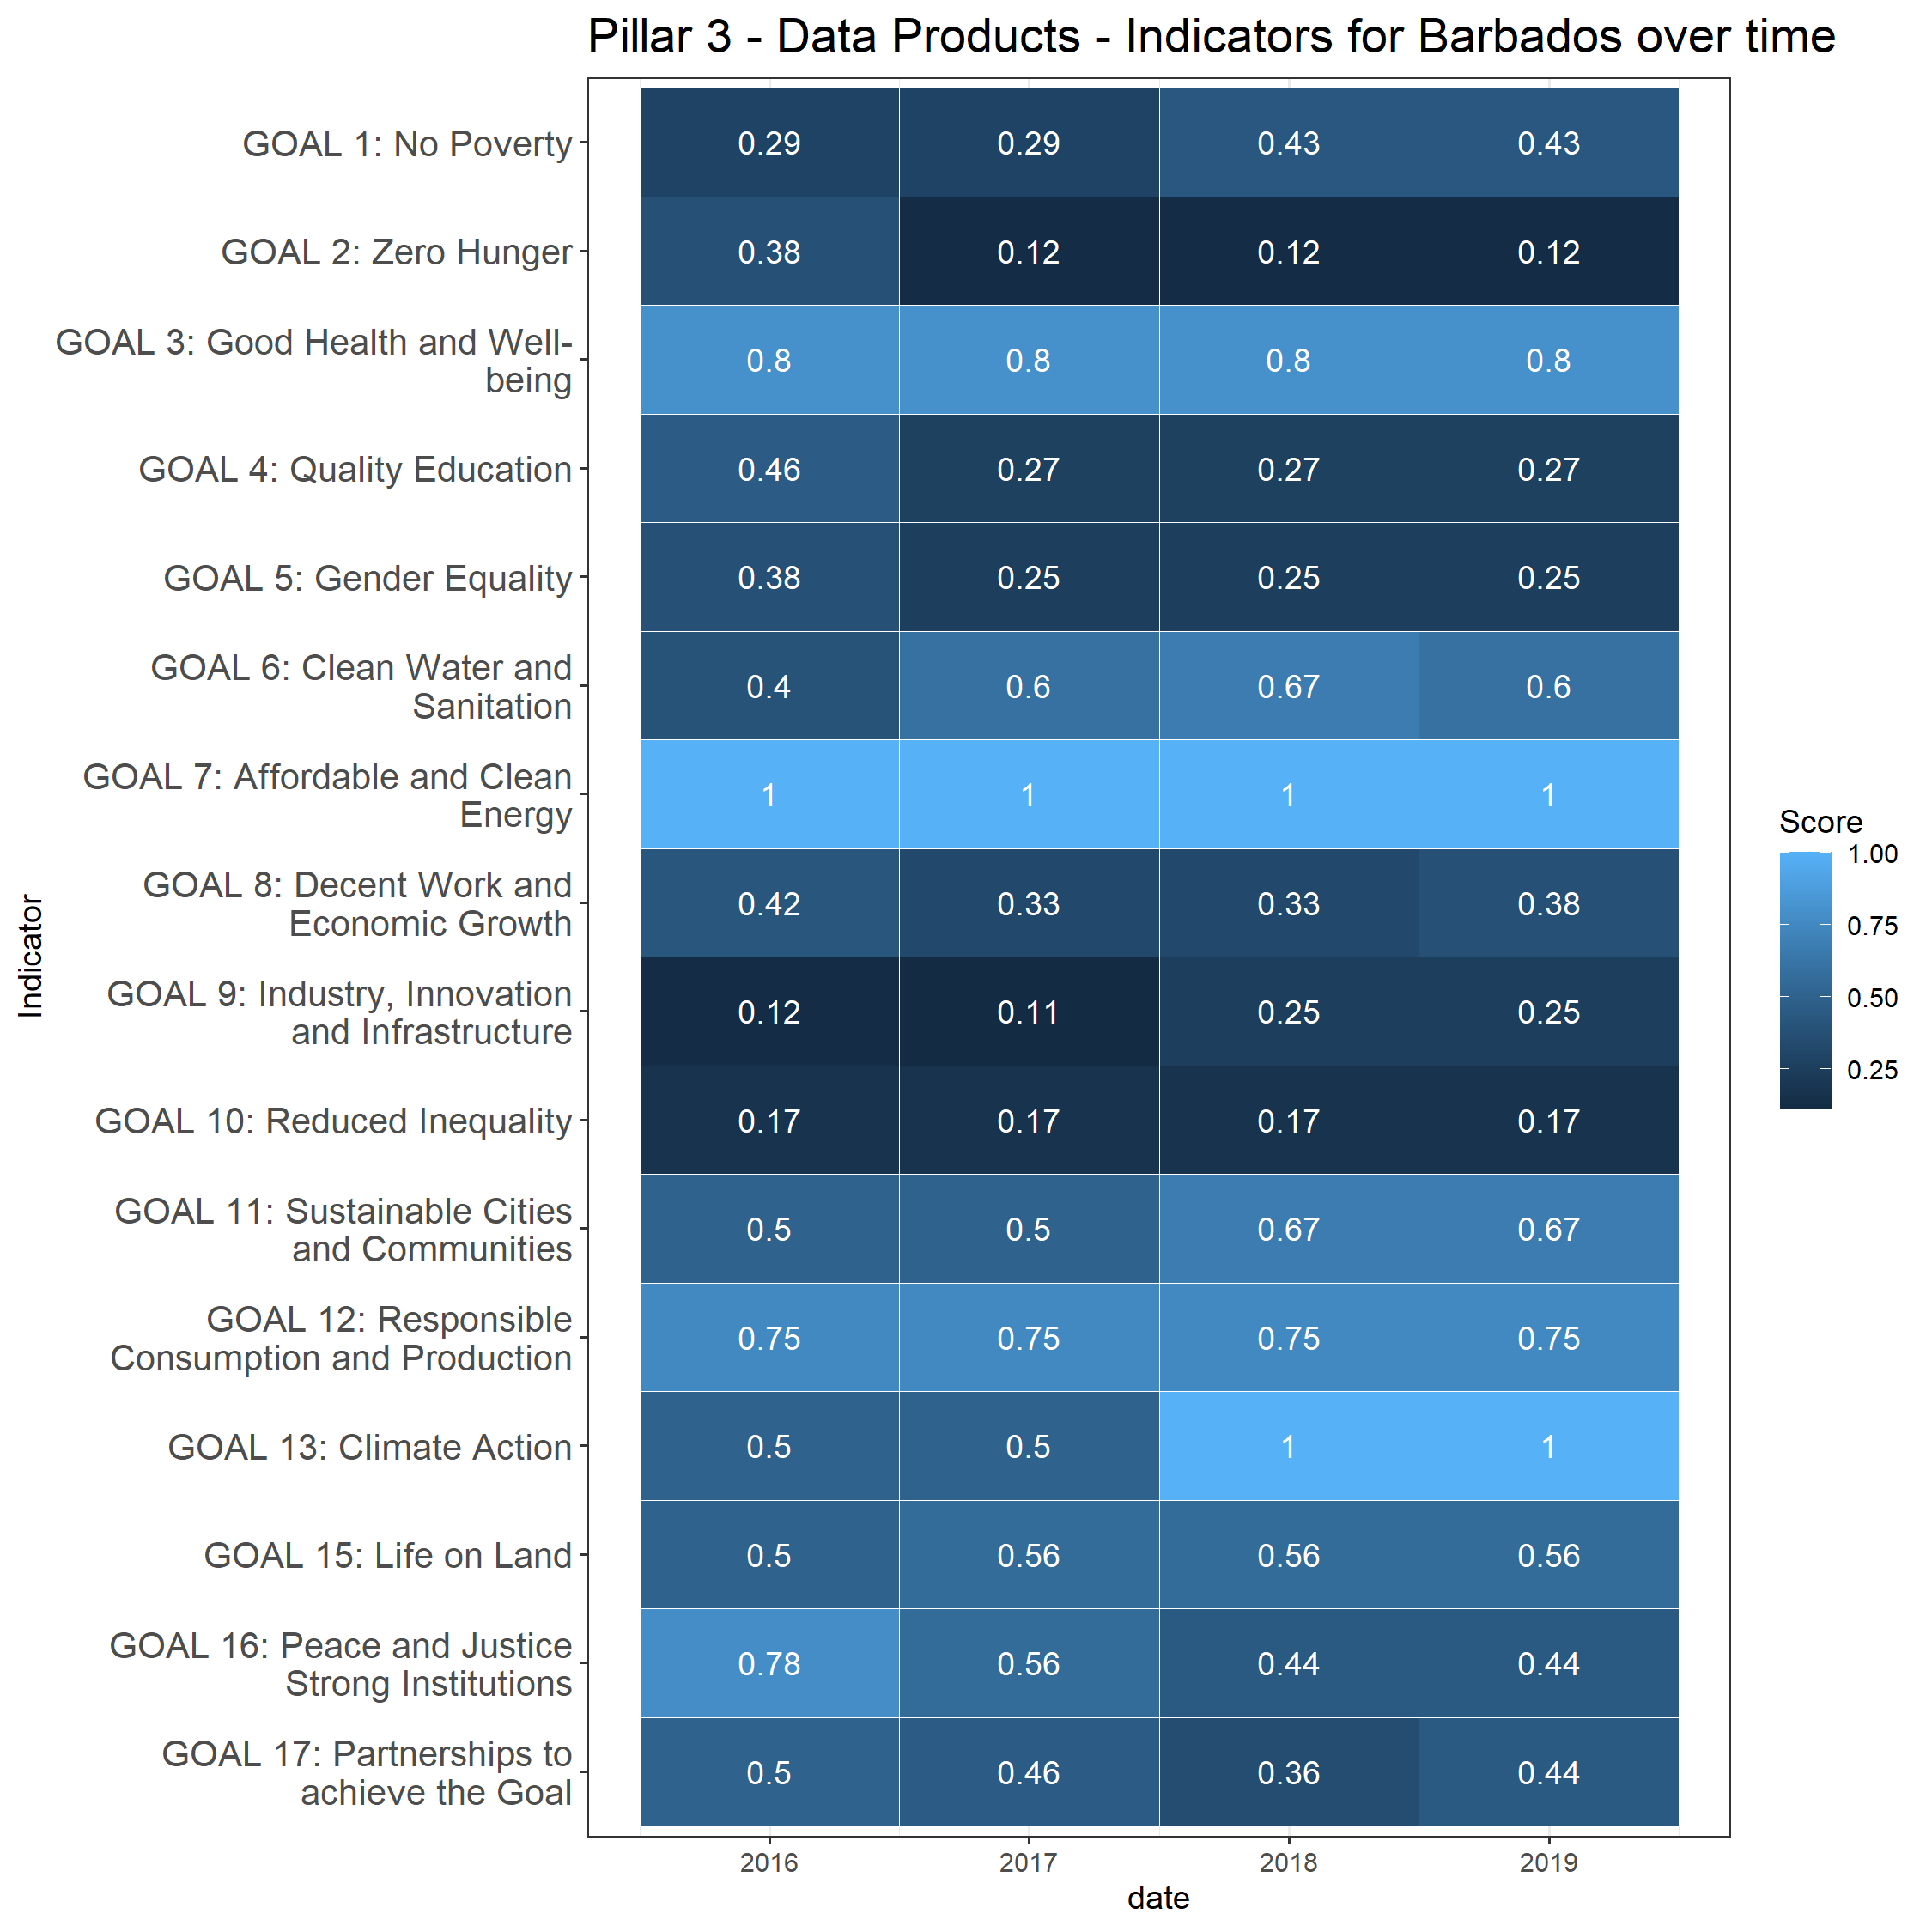 Pillar 3 - Data Products - Indicators for Barbados over time
GOAL 1: No Poverty 0.29 0.29 0.43 0.43
GOAL 2: Zero Hunger 0.38 0.12 0.12 0.12
GOAL 3: Good Health and Well-
being 0.8 0.8 0.8 0.8
GOAL 4: Quality Education 0.46 0.27 0.27 0.27
GOAL 5: Gender Equality 0.38 0.25 0.25 0.25
GOAL 6: Clean Water and
Sanitation 0.4 0.6 0.67 0.6
GOAL 7: Affordable and Clean
Energy 1 1 1 1
GOAL 8: Decent Work and
Economic Growth 0.42 0.33 0.33 0.38
GOAL 9: Industry, Innovation
and Infrastructure 0.12 0.11 0.25 0.25
GOAL 10: Reduced Inequality 0.17 0.17 0.17 0.17
GOAL 11: Sustainable Cities
and Communities 0.5 0.5 0.67 0.67
GOAL 12: Responsible
Consumption and Production 0.75 0.75 0.75 0.75
GOAL 13: Climate Action 0.5 0.5 1 1
GOAL 15: Life on Land 0.5 0.56 0.56 0.56
GOAL 16: Peace and Justice
Strong Institutions 0.78 0.56 0.44 0.44
GOAL 17: Partnerships to
achieve the Goal 0.5 0.46 0.36 0.44
2016 2017 2018 2019
date
Indicator
Score
1.00
0.75
0.50
0.25